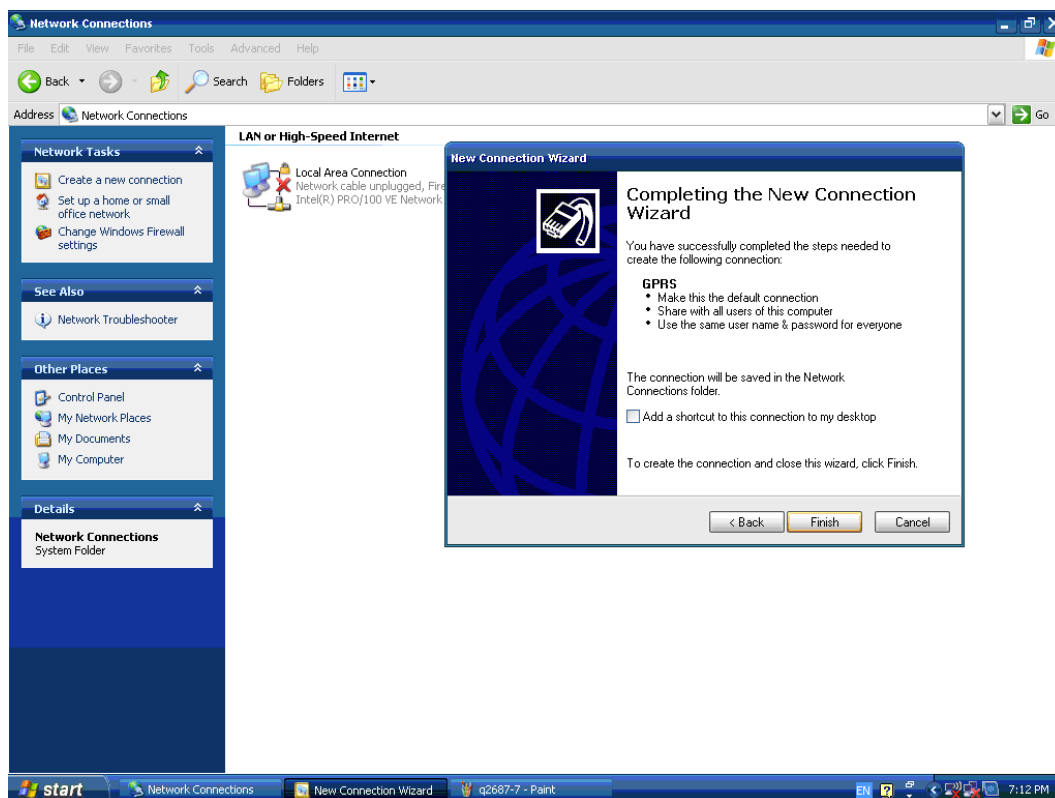 Network Connections
File Edit View Favorites Tools Advanced Help
Back Search Folders
Address Network Connections Go
Network Tasks
Create a new connection
Set up a home or small
office network
Change Windows Firewall
settings
See Also
Network Troubleshooter
Other Places
Control Panel
My Network Places
My Documents
My Computer
Details
Network Connections
System Folder
LAN or High-Speed Internet
Local Area Connection
Network cable unplugged, Fire
Intel(R) PRO/100 VE Network
New Connection Wizard
Completing the New Connection
Wizard
You have successfully completed the steps needed to
create the following connection:
GPRS
• Make this the default connection
• Share with all users of this computer
• Use the same user name & password for everyone
The connection will be saved in the Network
Connections folder.
Add a shortcut to this connection to my desktop
To create the connection and close this wizard, click Finish.
< Back Finish Cancel
start Network Connections New Connection Wizard q2687-7 - Paint EN 7:12 PM